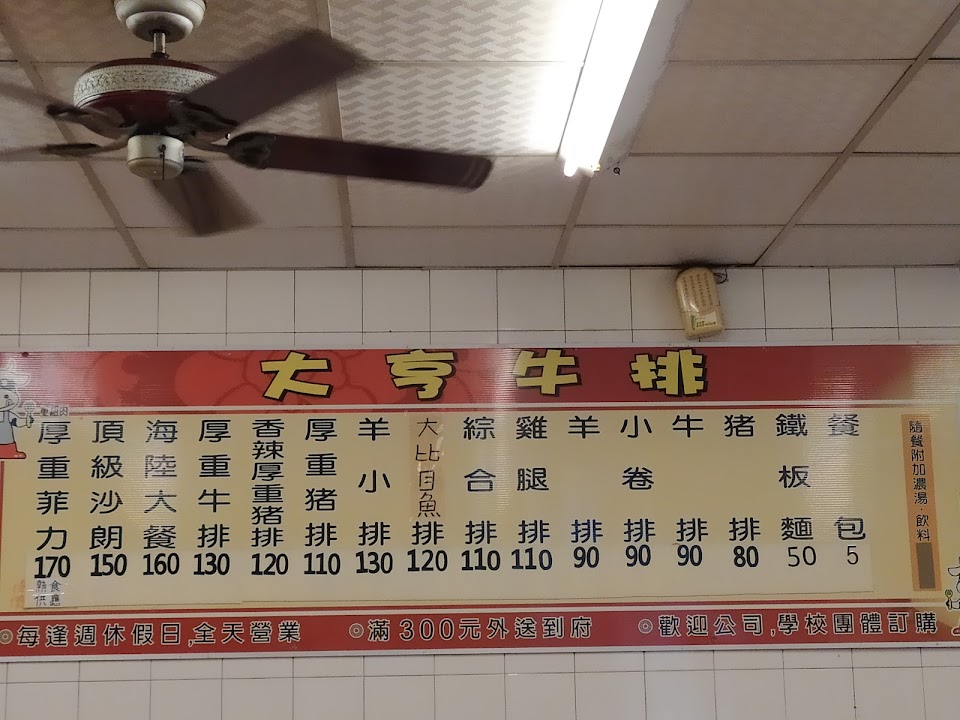 大亨牛排
厚重菲力 170
熟食供應
頂級沙朗 150
海陸大餐 160
厚重牛排 130
香辣厚重猪排 120
厚重猪排 110
羊小排 130
大比目魚排 120
綜合排 110
雞腿排 110
羊排 90
小卷排 90
牛排 90
猪排 80
鐵板麵 50
餐包 5
隨餐附加濃湯·飲料
◎每逢週休假日,全天營業
◎滿300元外送到府
◎歡迎公司,學校團體訂購